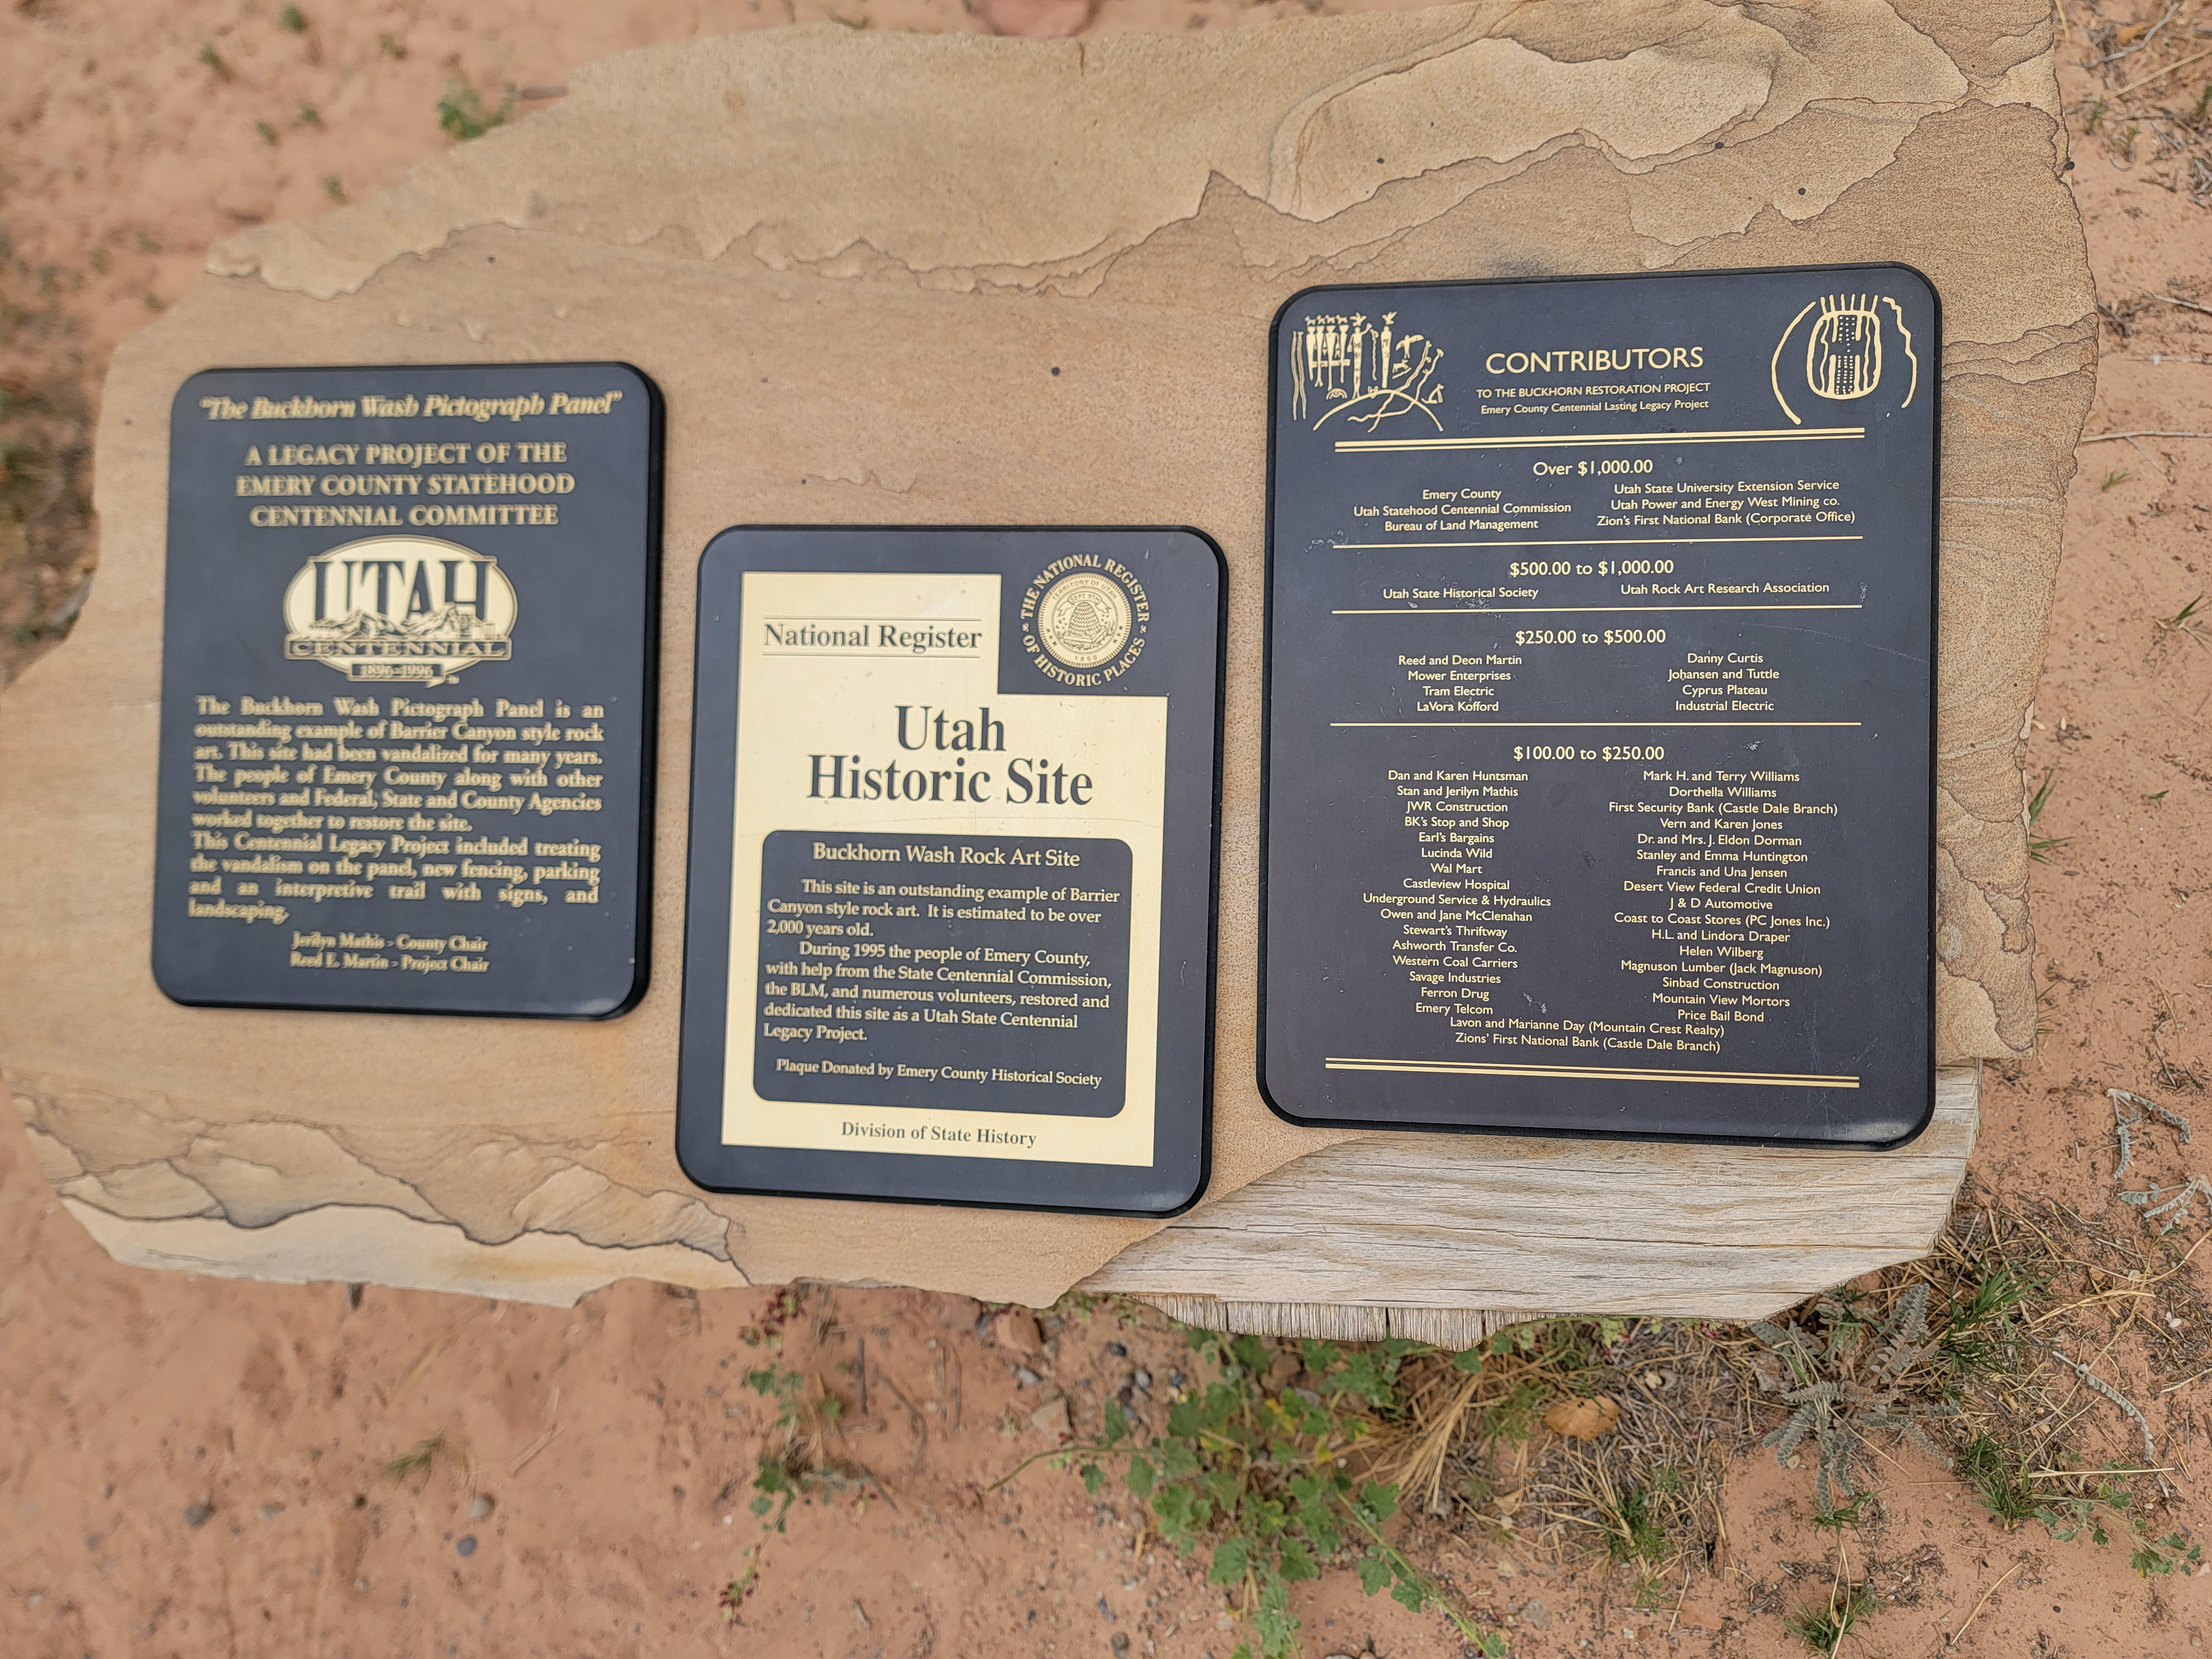 "The Buckhorn Wash Pictograph Panel"
A LEGACY PROJECT OF THE
EMERY COUNTY STATEHOOD
CENTENNIAL COMMITTEE
UTAH
CENTENNIAL
1896-1996
The Buckhorn Wash Pictograph Panel is an
outstanding example of Barrier Canyon style rock
art. This site had been vandalized for many years.
The people of Emery County along with other
volunteers and Federal, State and County Agencies
worked together to restore the site.
This Centennial Legacy Project included treating
the vandalism on the panel, new fencing, parking
and an interpretive trail with signs, and
landscaping.
Jerilyn Mathis - County Chair
Reed E. Martin - Project Chair
National Register
THE NATIONAL REGISTER
OF HISTORIC PLACES
1850
Utah
Historic Site
Buckhorn Wash Rock Art Site
This site is an outstanding example of Barrier
Canyon style rock art. It is estimated to be over
2,000 years old.
During 1995 the people of Emery County,
with help from the State Centennial Commission,
the BLM, and numerous volunteers, restored and
dedicated this site as a Utah State Centennial
Legacy Project.
Plaque Donated by Emery County Historical Society
Division of State History
CONTRIBUTORS
TO THE BUCKHORN RESTORATION PROJECT
Emery County Centennial Lasting Legacy Project
Over $1,000.00
Emery County
Utah Statehood Centennial Commission
Bureau of Land Management
Utah State University Extension Service
Utah Power and Energy West Mining co.
Zion's First National Bank (Corporate Office)
$500.00 to $1,000.00
Utah State Historical Society
Utah Rock Art Research Association
$250.00 to $500.00
Reed and Deon Martin
Mower Enterprises
Tram Electric
LaVora Kofford
Danny Curtis
Johansen and Tuttle
Cyprus Plateau
Industrial Electric
$100.00 to $250.00
Dan and Karen Huntsman
Stan and Jerilyn Mathis
JWR Construction
BK's Stop and Shop
Earl's Bargains
Lucinda Wild
Wal Mart
Castleview Hospital
Underground Service & Hydraulics
Owen and Jane McClenahan
Stewart's Thriftway
Ashworth Transfer Co.
Western Coal Carriers
Savage Industries
Ferron Drug
Emery Telcom
Mark H. and Terry Williams
Dorthella Williams
First Security Bank (Castle Dale Branch)
Vern and Karen Jones
Dr. and Mrs. J. Eldon Dorman
Stanley and Emma Huntington
Francis and Una Jensen
Desert View Federal Credit Union
J & D Automotive
Coast to Coast Stores (PC Jones Inc.)
H.L. and Lindora Draper
Helen Wilberg
Magnuson Lumber (Jack Magnuson)
Sinbad Construction
Mountain View Mortors
Price Bail Bond
Lavon and Marianne Day (Mountain Crest Realty)
Zions' First National Bank (Castle Dale Branch)